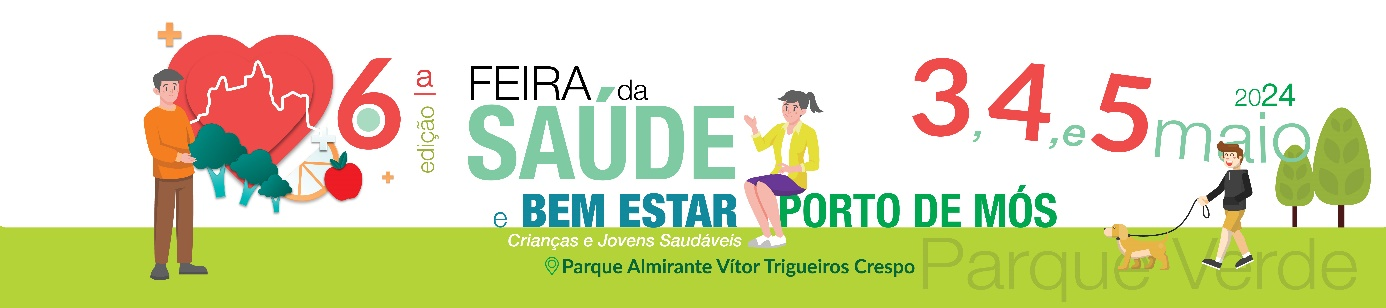 6ª edição
FEIRA da
SAÚDE
e BEM ESTAR
Crianças e Jovens Saudáveis
PORTO DE MÓS
Parque Almirante Vítor Trigueiros Crespo
3, 4, e 5 maio 2024
Parque Verde